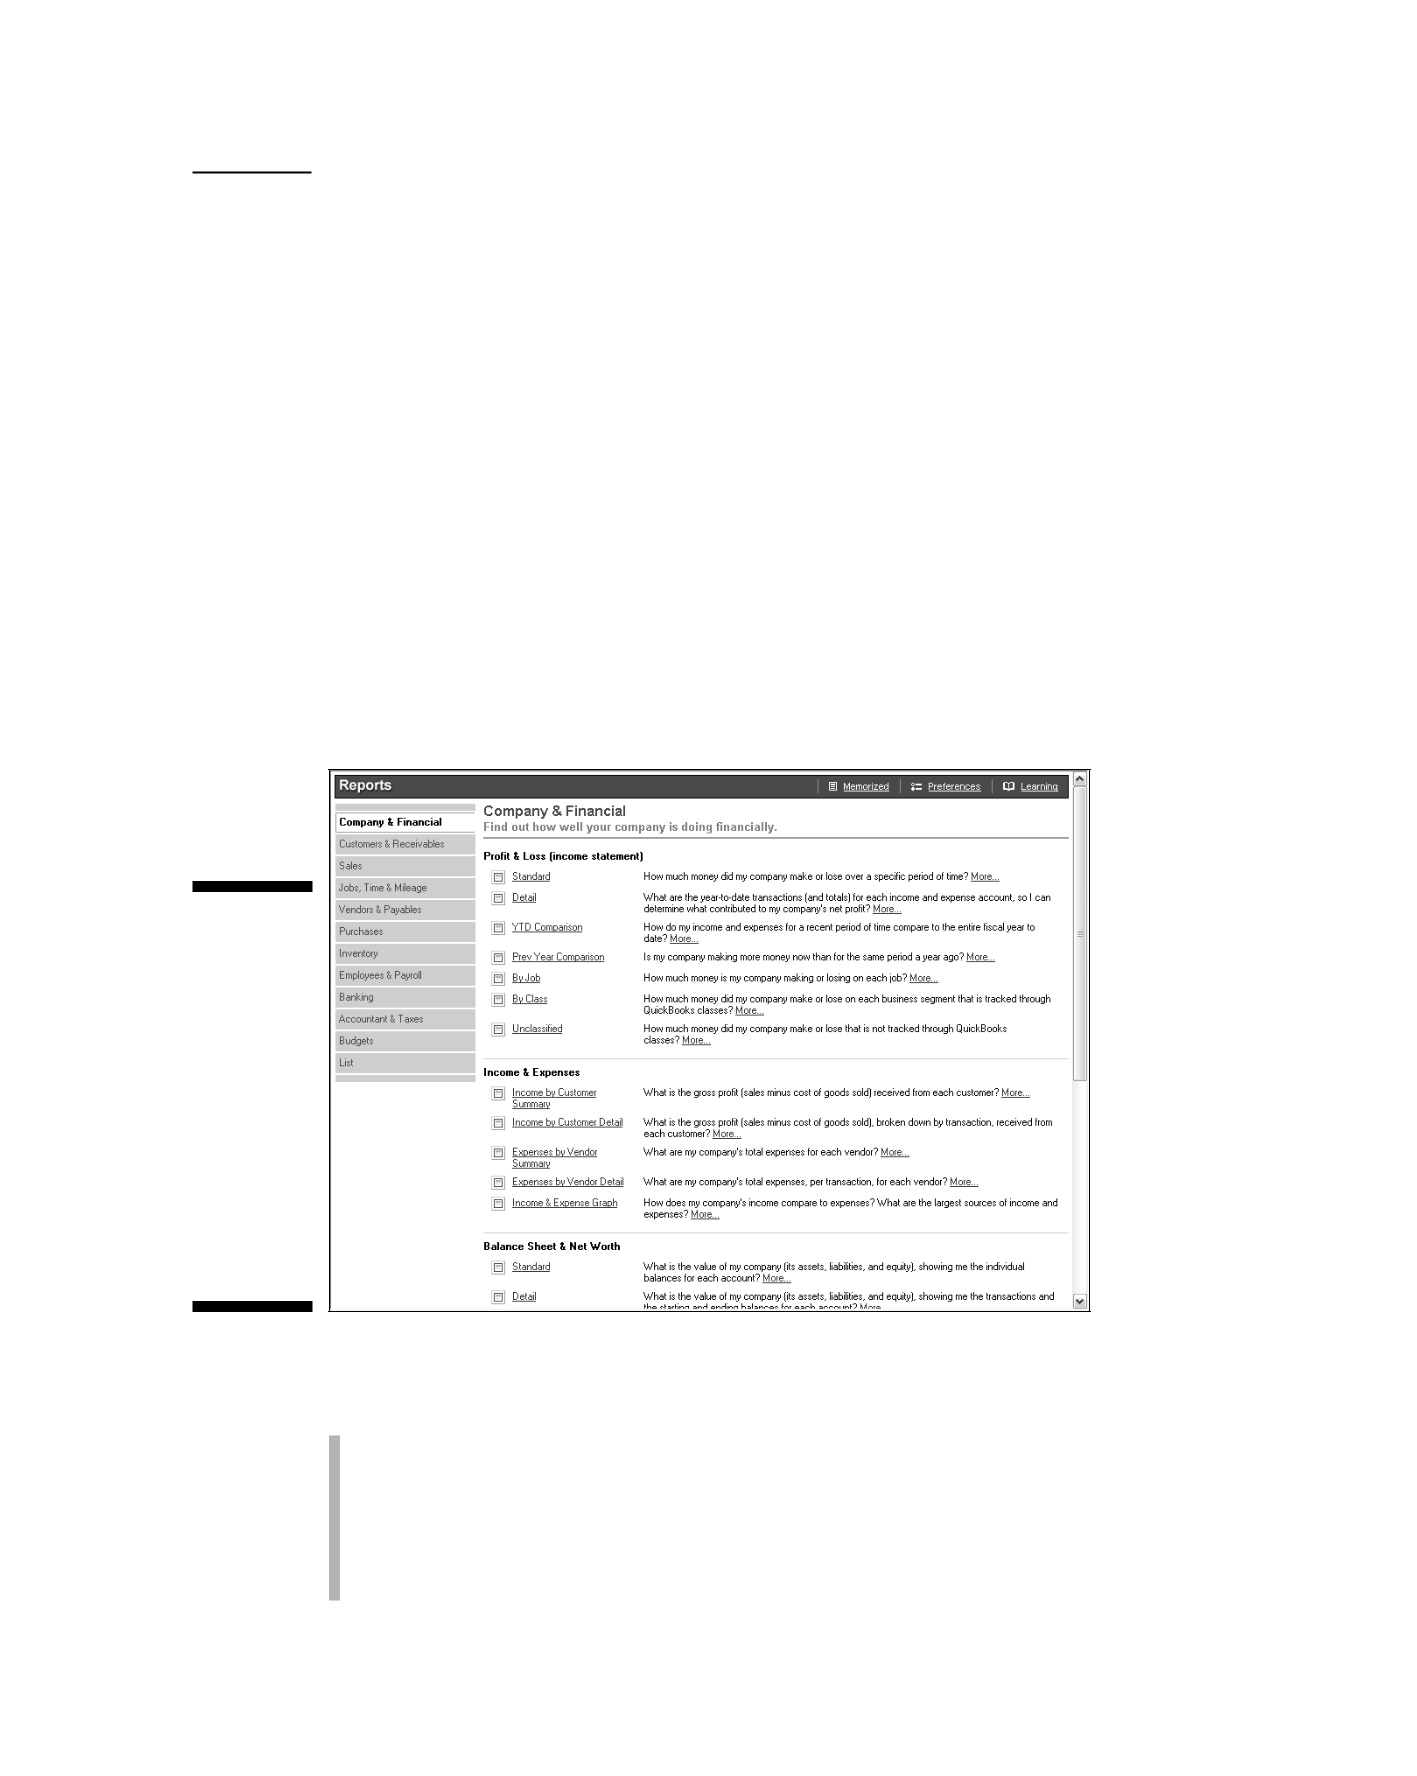 Reports
Memorized
Preferences
Learning
Company & Financial
Customers & Receivables
Sales
Jobs, Time & Mileage
Vendors & Payables
Purchases
Inventory
Employees & Payroll
Banking
Accountant & Taxes
Budgets
List
Company & Financial
Find out how well your company is doing financially.
Profit & Loss (income statement)
Standard
How much money did my company make or lose over a specific period of time? More...
Detail
What are the year-to-date transactions (and totals) for each income and expense account, so I can
determine what contributed to my company's net profit? More...
YTD Comparison
How do my income and expenses for a recent period of time compare to the entire fiscal year to
date? More...
Prev Year Comparison
Is my company making more money now than for the same period a year ago? More...
By Job
How much money is my company making or losing on each job? More...
By Class
How much money did my company make or lose on each business segment that is tracked through
QuickBooks classes? More...
Unclassified
How much money did my company make or lose that is not tracked through QuickBooks
classes? More...
Income & Expenses
Income by Customer
Summary
What is the gross profit (sales minus cost of goods sold) received from each customer? More...
Income by Customer Detail
What is the gross profit (sales minus cost of goods sold), broken down by transaction, received from
each customer? More...
Expenses by Vendor
Summary
What are my company's total expenses for each vendor? More...
Expenses by Vendor Detail
What are my company's total expenses, per transaction, for each vendor? More...
Income & Expense Graph
How does my company's income compare to expenses? What are the largest sources of income and
expenses? More...
Balance Sheet & Net Worth
Standard
What is the value of my company (its assets, liabilities, and equity), showing me the individual
balances for each account? More...
Detail
What is the value of my company (its assets, liabilities, and equity), showing me the transactions and
the starting and ending balances for each account? More